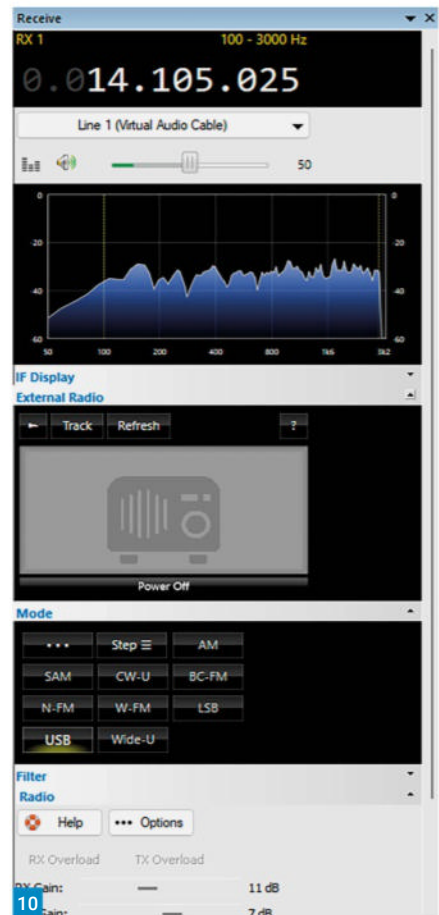 Receive
RX 1 100 - 3000 Hz
0.014.105.025
Line 1 (Virtual Audio Cable)
50
0 0
-20 -20
-40 -40
-60 -60
50 100 200 400 800 1k6 3k2
IF Display
External Radio
Track Refresh ?
Power Off
Mode
... Step ☰ AM
SAM CW-U BC-FM
N-FM W-FM LSB
USB Wide-U
Filter
Radio
Help ... Options
RX Overload TX Overload
RX Gain: 11 dB
10 Gain: 7 dB